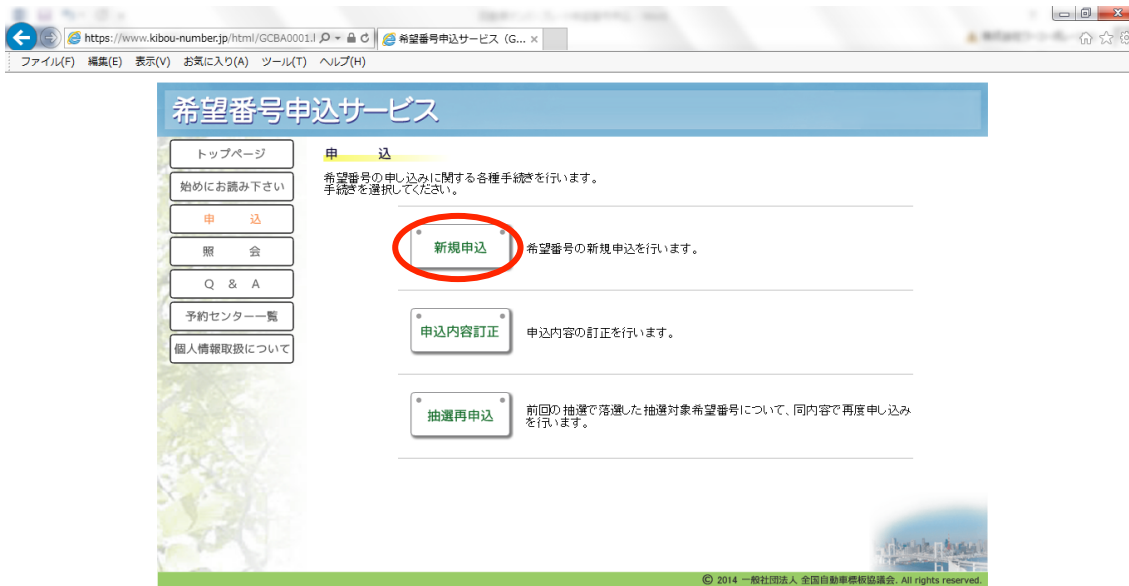 https://www.kibou-number.jp/html/GCBA0001.
希望番号申込サービス (G...
ファイル(F) 編集(E) 表示(V) お気に入り(A) ツール(T) ヘルプ(H)
希望番号申込サービス
トップページ
始めにお読み下さい
申 込
照 会
Q & A
予約センター一覧
個人情報取扱について
申 込
希望番号の申し込みに関する各種手続きを行います。
手続きを選択してください。
新規申込
希望番号の新規申込を行います。
申込内容訂正
申込内容の訂正を行います。
抽選再申込
前回の抽選で落選した抽選対象希望番号について、同内容で再度申し込み
を行います。
© 2014 一般社団法人 全国自動車標板協議会. All rights reserved.